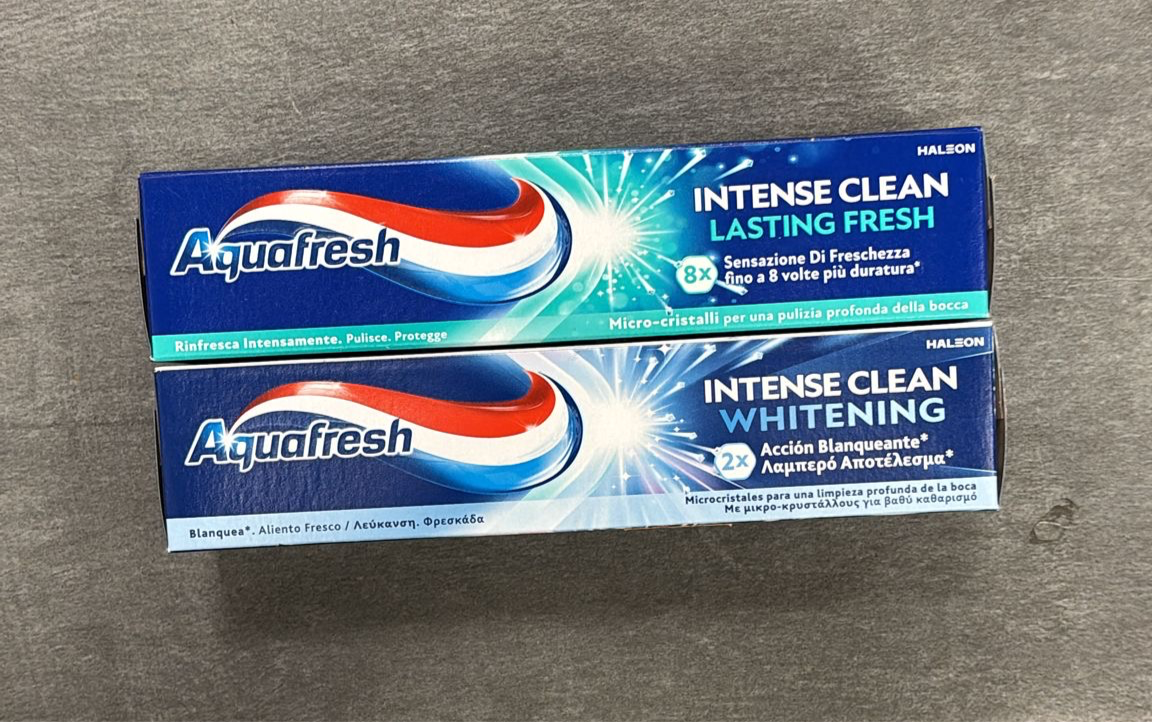 HALEON
INTENSE CLEAN
LASTING FRESH
Aquafresh
8x
Sensazione Di Freschezza
fino a 8 volte più duratura*
Micro-cristalli per una pulizia profonda della bocca
Rinfresca Intensamente. Pulisce. Protegge
HALEON
INTENSE CLEAN
WHITENING
Aquafresh
2x
Acción Blanqueante*
Λαμπερό Αποτέλεσμα*
Microcristales para una limpieza profunda de la boca
Με μικρο-κρυστάλλους για βαθύ καθαρισμό
Blanquea*. Aliento Fresco / Λεύκανση. Φρεσκάδα